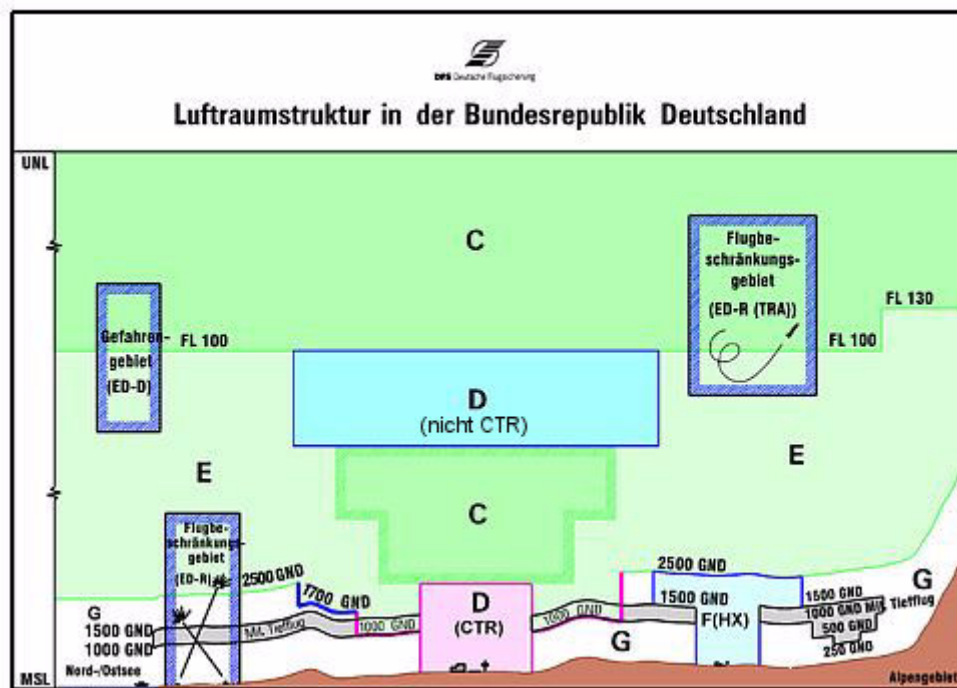 DFS Deutsche Flugsicherung
Luftraumstruktur in der Bundesrepublik Deutschland
UNL
C
Flugbe-
schränkungs-
gebiet
(ED-R (TRA))
FL 130
Gefahren-
gebiet
(ED-D)
FL 100
FL 100
D
(nicht CTR)
E
E
C
Flugbe-
schränkungs-
gebiet
(ED-R)
2500 GND
1700 GND
2500 GND
G
G
1500 GND
1000 GND
Mil. Tiefflug
1000 GND
D
(CTR)
1000 GND
G
1500 GND
F(HX)
1500 GND
1000 GND Mil. Tiefflug
500 GND
250 GND
Nord-/Ostsee
MSL
Alpengebiet